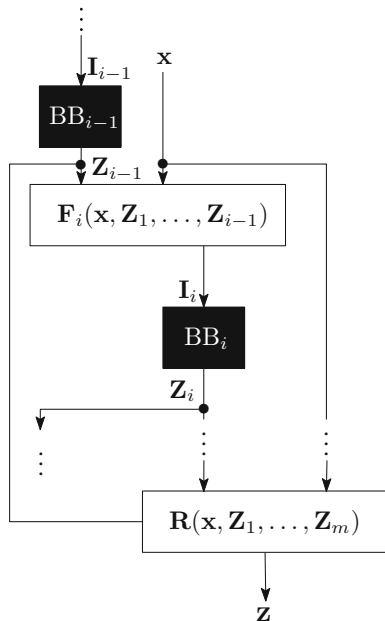 ⋮
I_{i−1} x
BB_{i−1}
Z_{i−1}
F_i(x, Z_1, . . . , Z_{i−1})
I_i
BB_i
Z_i
⋮ ⋮ ⋮
R(x, Z_1, . . . , Z_m)
z